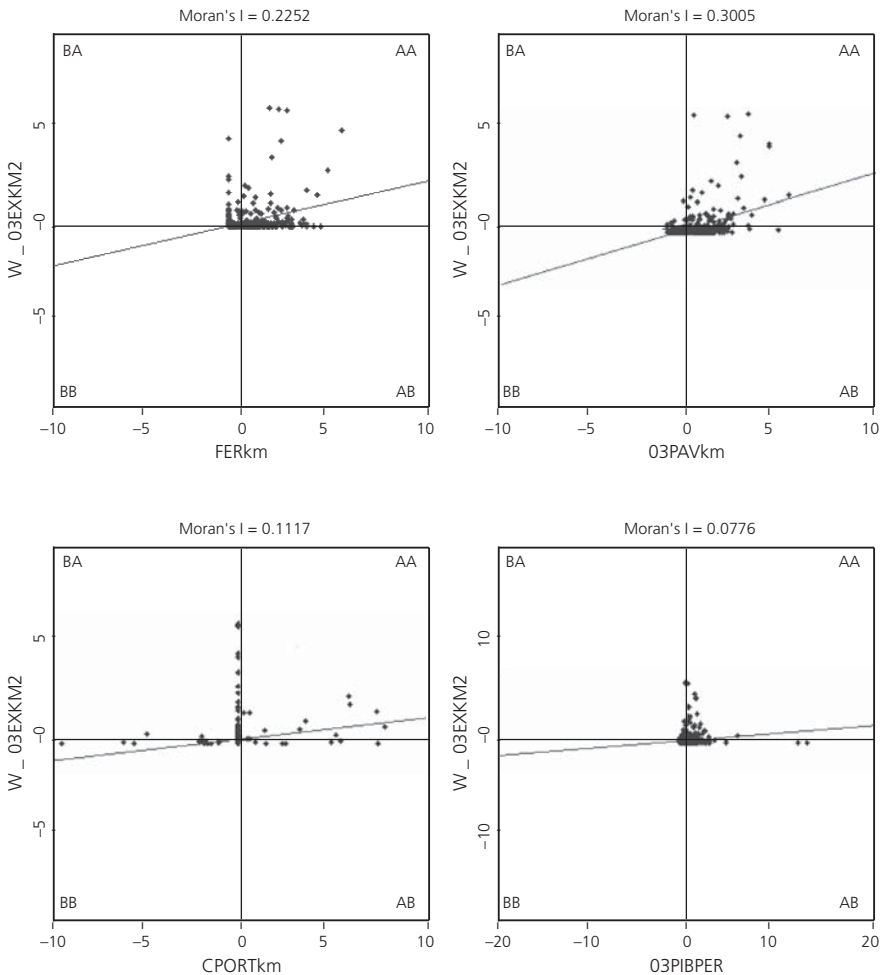 Moran's I = 0.2252
BA AA
W _ 03EXKM2
5
−0
−5
BB AB
−10 −5 0 5 10
FERkm
Moran's I = 0.3005
BA AA
W _ 03EXKM2
5
−0
−5
BB AB
−10 −5 0 5 10
03PAVkm
Moran's I = 0.1117
BA AA
W _ 03EXKM2
5
−0
−5
BB AB
−10 −5 0 5 10
CPORTkm
Moran's I = 0.0776
BA AA
W _ 03EXKM2
10
−0
−10
BB AB
−20 −10 0 10 20
03PIBPER